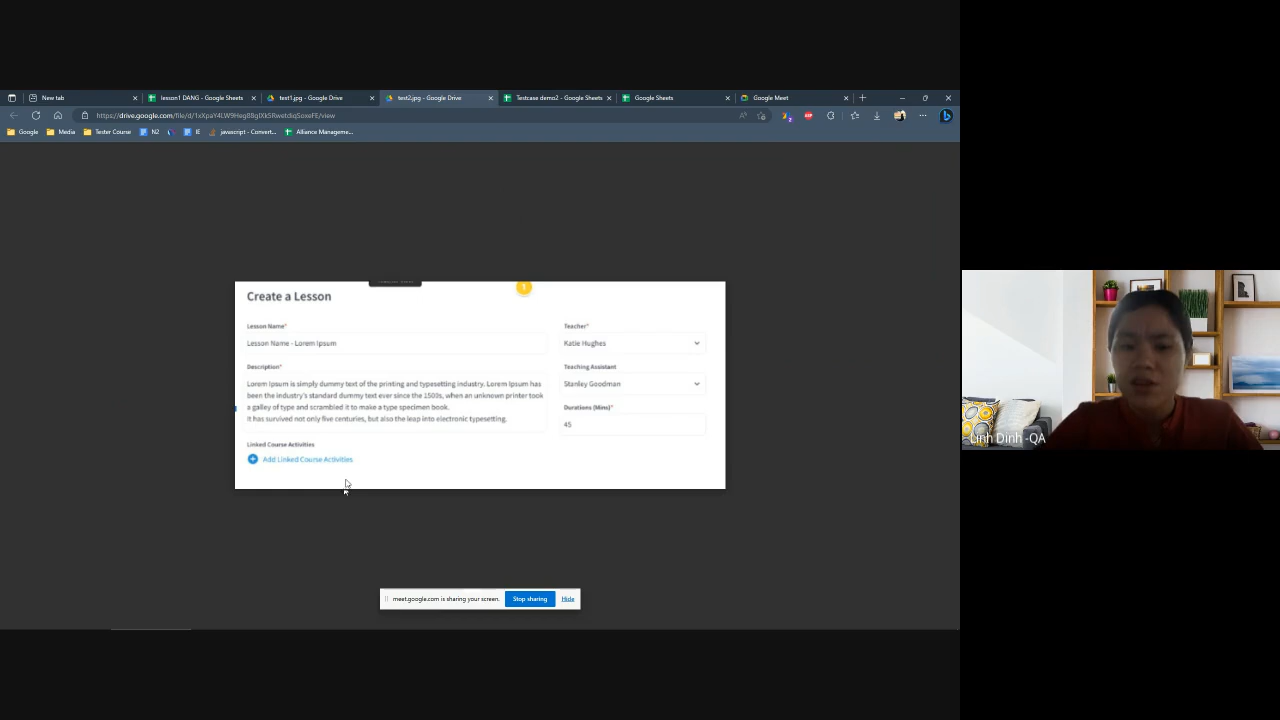 New tab
lesson1 DANG - Google Sheets
test1.jpg - Google Drive
test2.jpg - Google Drive
Testcase demo2 - Google Sheets
Google Sheets
Google Meet
Google
Media
Tester Course
N2
IE
javascript - Convert...
Alliance Manageme...
Create a Lesson
1
Lesson Name*
Lesson Name - Lorem Ipsum
Teacher*
Katie Hughes
Description*
Lorem Ipsum is simply dummy text of the printing and typesetting industry. Lorem Ipsum has
been the industry's standard dummy text ever since the 1500s, when an unknown printer took
a galley of type and scrambled it to make a type specimen book.
It has survived not only five centuries, but also the leap into electronic typesetting.
Teaching Assistant
Stanley Goodman
Durations (Mins)*
45
Linked Course Activities
Add Linked Course Activities
meet.google.com is sharing your screen.
Stop sharing
Hide
Linh Dinh -QA